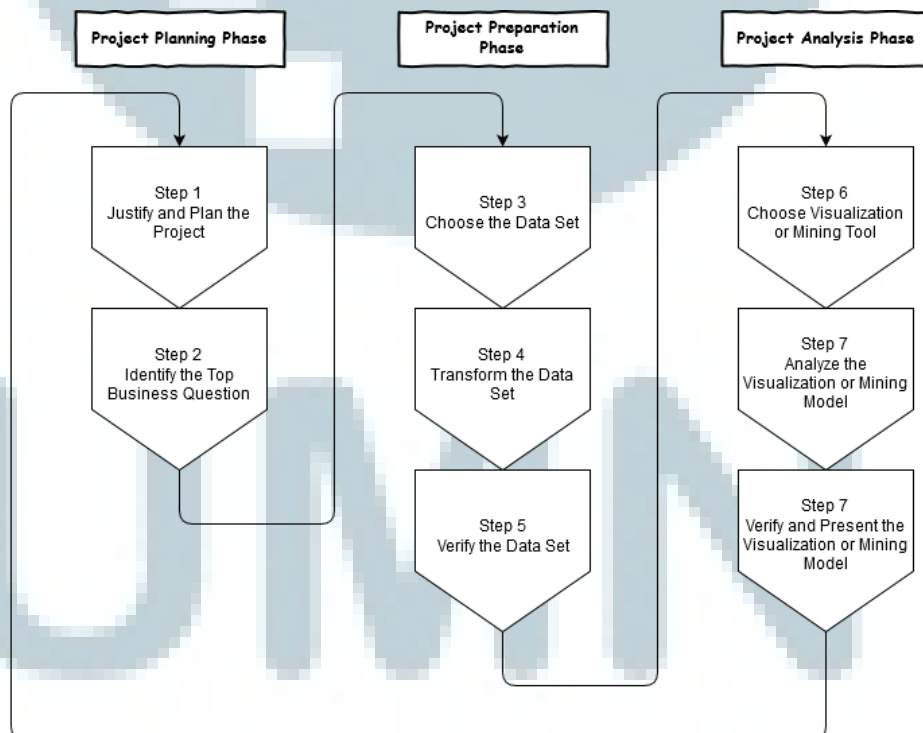 Project Planning Phase
Project Preparation
Phase
Project Analysis Phase
Step 1
Justify and Plan the
Project
Step 2
Identify the Top
Business Question
Step 3
Choose the Data Set
Step 4
Transform the Data
Set
Step 5
Verify the Data Set
Step 6
Choose Visualization
or Mining Tool
Step 7
Analyze the
Visualization or Mining
Model
Step 7
Verify and Present the
Visualization or Mining
Model
UMN